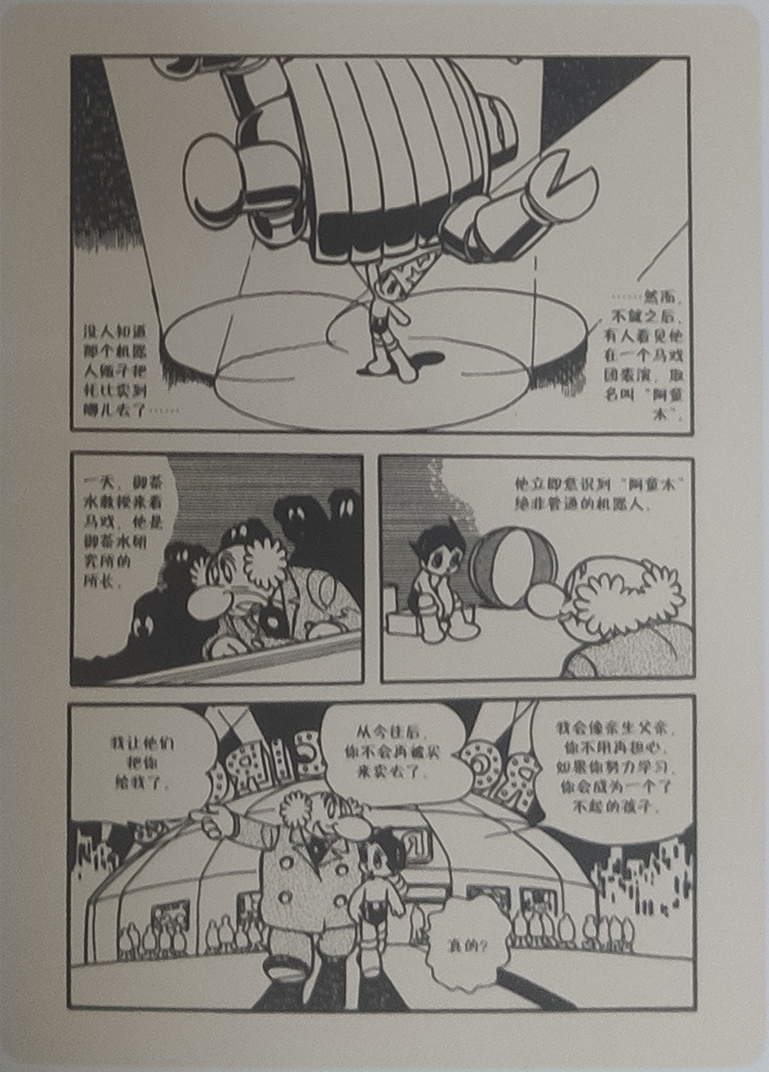 没人知道
那个机器
人贩子把
托比卖到
哪儿去了……
……然而，
不久之后，
有人看见他
在一个马戏
团表演，取
名叫“阿童
木”。
一天，御茶
水教授来看
马戏，他是
御茶水研
究所的
所长。
他立即意识到“阿童木”
绝非普通的机器人。
我让他们
把你
给我了。
从今往后，
你不会再被买
来卖去了。
我会像亲生父亲，
你不用再担心。
如果你努力学习，
你会成为一个了
不起的孩子。
真的？